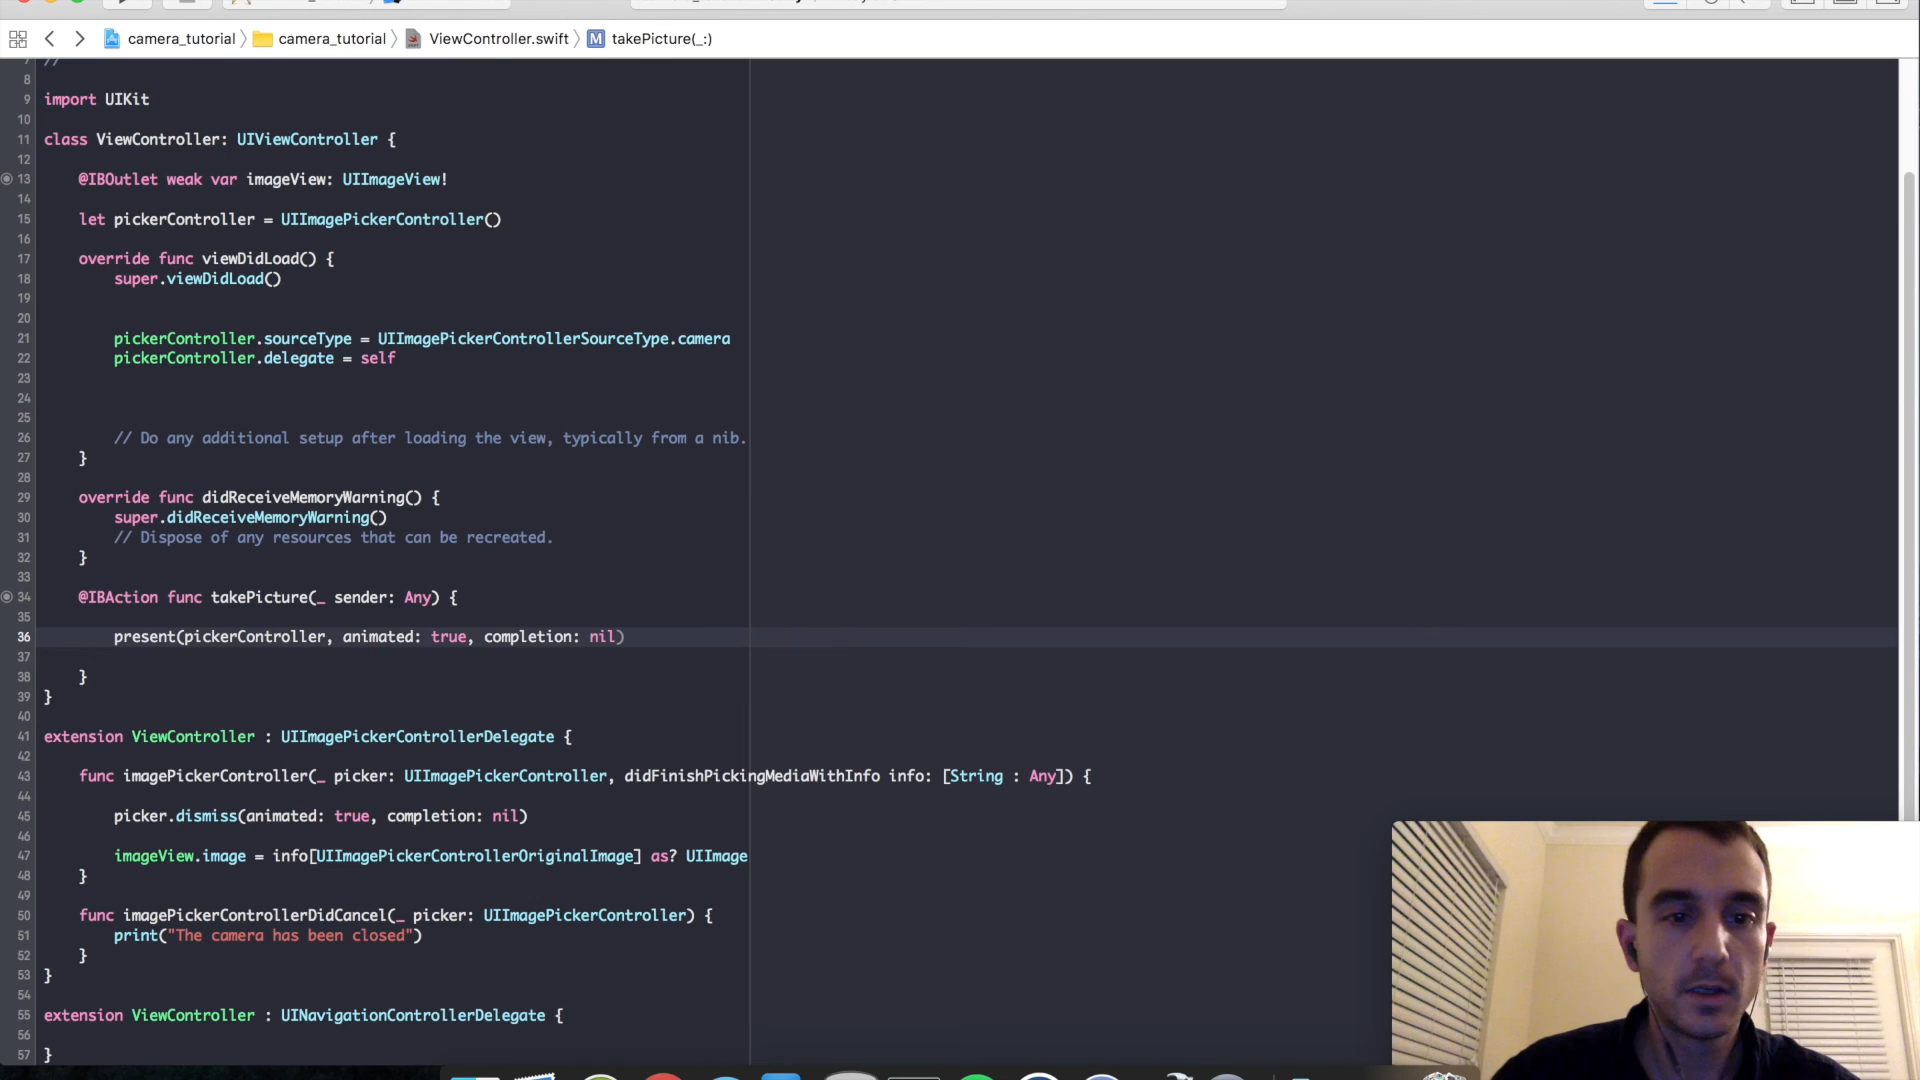 camera_tutorial camera_tutorial ViewController.swift M takePicture(_:)
7 //
8
9 import UIKit
10
11 class ViewController: UIViewController {
12
13 @IBOutlet weak var imageView: UIImageView!
14
15 let pickerController = UIImagePickerController()
16
17 override func viewDidLoad() {
18 super.viewDidLoad()
19
20
21 pickerController.sourceType = UIImagePickerControllerSourceType.camera
22 pickerController.delegate = self
23
24
25
26 // Do any additional setup after loading the view, typically from a nib.
27 }
28
29 override func didReceiveMemoryWarning() {
30 super.didReceiveMemoryWarning()
31 // Dispose of any resources that can be recreated.
32 }
33
34 @IBAction func takePicture(_ sender: Any) {
35
36 present(pickerController, animated: true, completion: nil)
37
38 }
39 }
40
41 extension ViewController : UIImagePickerControllerDelegate {
42
43 func imagePickerController(_ picker: UIImagePickerController, didFinishPickingMediaWithInfo info: [String : Any]) {
44
45 picker.dismiss(animated: true, completion: nil)
46
47 imageView.image = info[UIImagePickerControllerOriginalImage] as? UIImage
48 }
49
50 func imagePickerControllerDidCancel(_ picker: UIImagePickerController) {
51 print("The camera has been closed")
52 }
53 }
54
55 extension ViewController : UINavigationControllerDelegate {
56
57 }